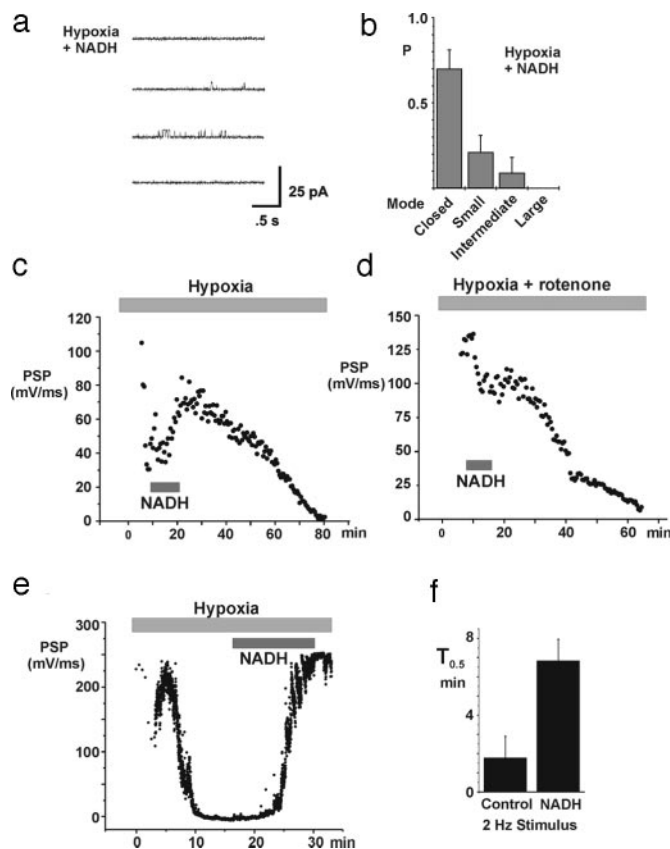 a
Hypoxia
+ NADH
25 pA
.5 s
b
1.0
P
0.5
Hypoxia
+ NADH
Mode
Closed
Small
Intermediate
Large
c
Hypoxia
120
100
PSP
(mV/ms)
80
60
40
20
0
NADH
0 20 40 60 80 min
d
Hypoxia + rotenone
150
125
PSP
(mV/ms)
100
75
50
25
0
NADH
0 20 40 60 min
e
Hypoxia
300
PSP
(mV/ms)
200
100
0
NADH
0 10 20 30 min
f
8
T0.5
min
4
0
Control NADH
2 Hz Stimulus